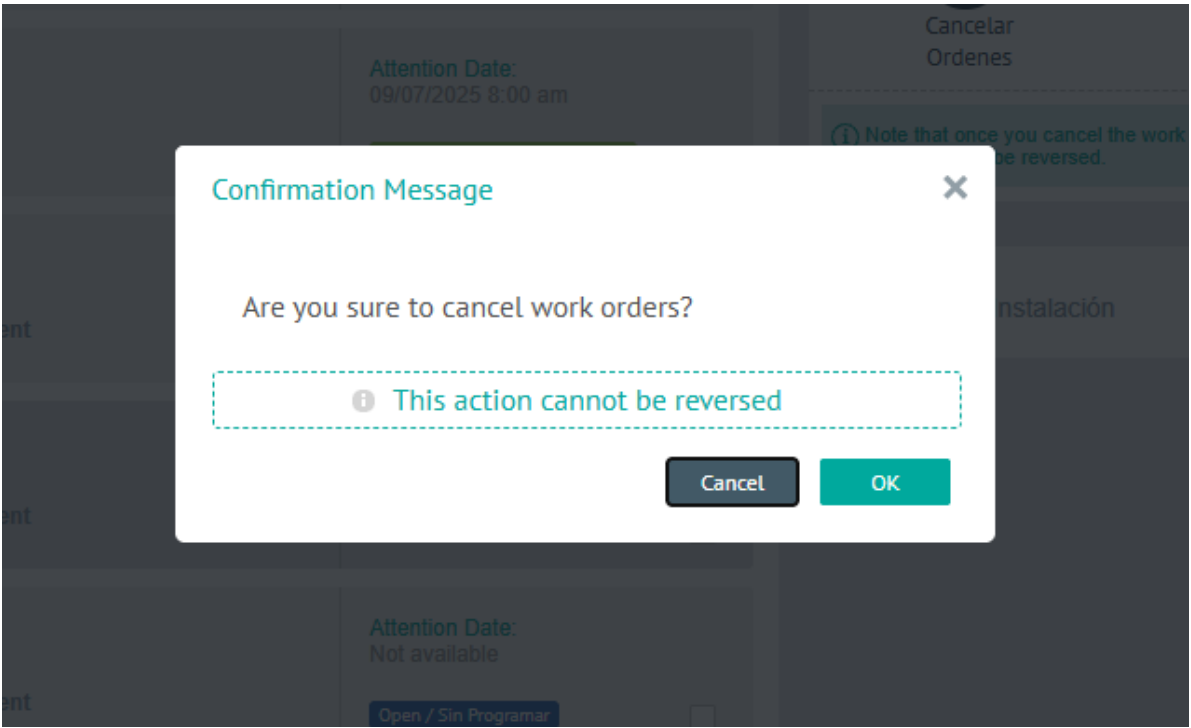 Cancelar
Ordenes
Attention Date:
09/07/2025 8:00 am
Note that once you cancel the work
be reversed.
Confirmation Message
Are you sure to cancel work orders?
nstalación
ent
This action cannot be reversed
Cancel
OK
ent
Attention Date:
Not available
ent
Open / Sin Programar